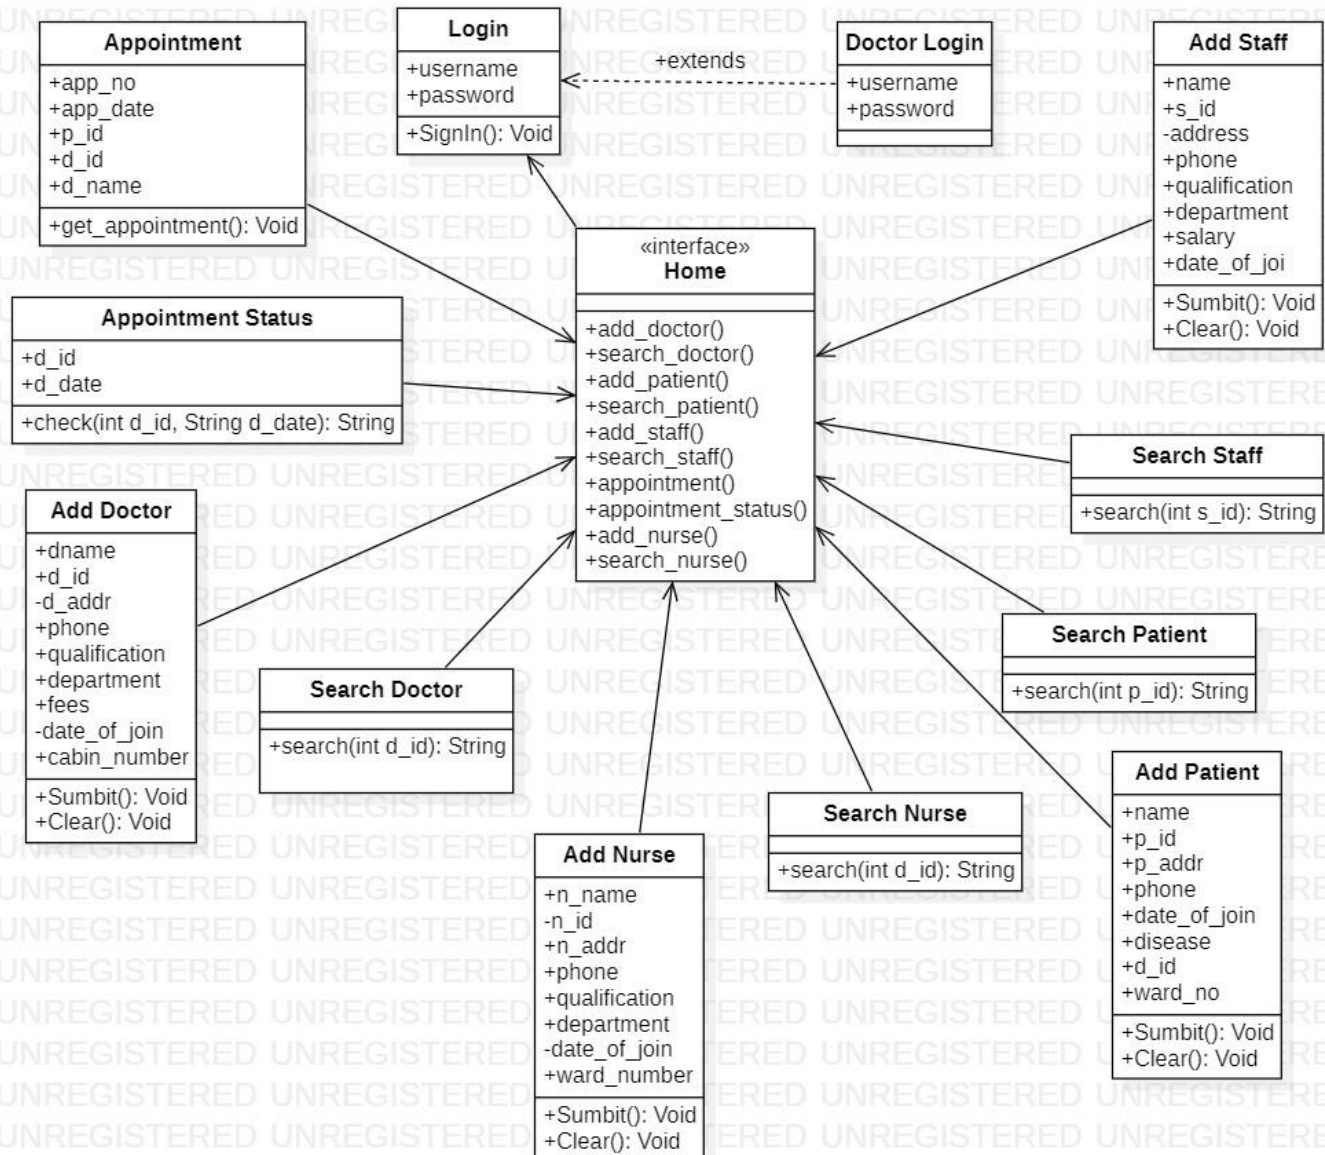 Appointment
+app_no
+app_date
+p_id
+d_id
+d_name
+get_appointment(): Void
Login
+username
+password
+SignIn(): Void
+extends
Doctor Login
+username
+password
Add Staff
+name
+s_id
-address
+phone
+qualification
+department
+salary
+date_of_joi
+Sumbit(): Void
+Clear(): Void
«interface»
Home
+add_doctor()
+search_doctor()
+add_patient()
+search_patient()
+add_staff()
+search_staff()
+appointment()
+appointment_status()
+add_nurse()
+search_nurse()
Appointment Status
+d_id
+d_date
+check(int d_id, String d_date): String
Search Staff
+search(int s_id): String
Add Doctor
+dname
+d_id
-d_addr
+phone
+qualification
+department
+fees
-date_of_join
+cabin_number
+Sumbit(): Void
+Clear(): Void
Search Doctor
+search(int d_id): String
Search Patient
+search(int p_id): String
Add Nurse
+n_name
-n_id
+n_addr
+phone
+qualification
+department
-date_of_join
+ward_number
+Sumbit(): Void
+Clear(): Void
Search Nurse
+search(int d_id): String
Add Patient
+name
+p_id
+p_addr
+phone
+date_of_join
+disease
+d_id
+ward_no
+Sumbit(): Void
+Clear(): Void
UNREGISTERED